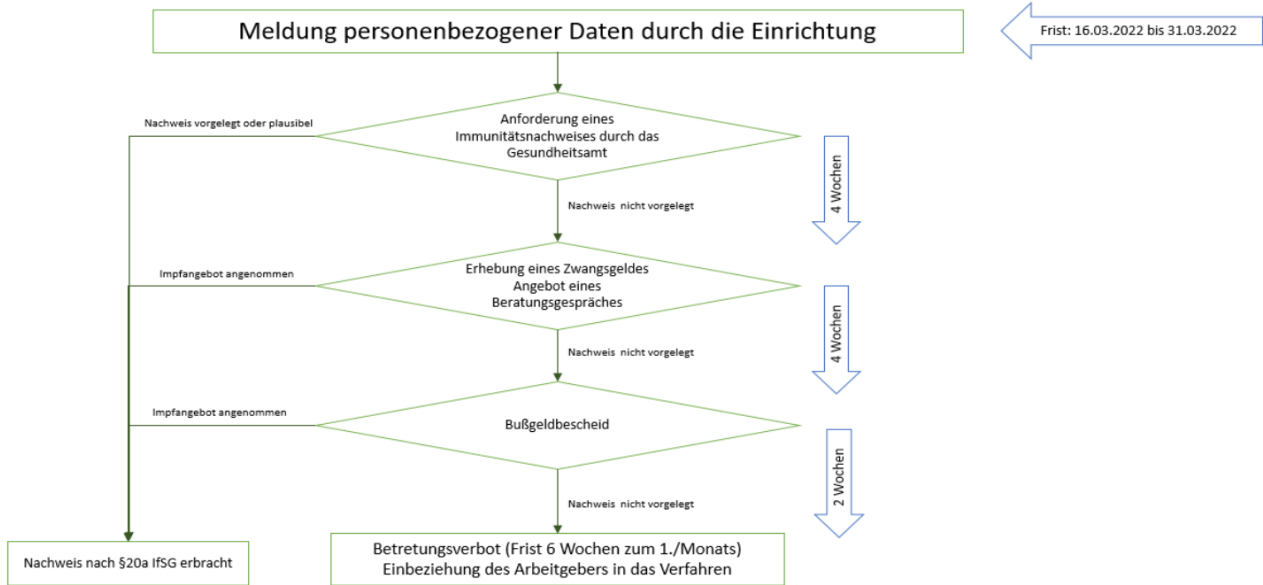 Meldung personenbezogener Daten durch die Einrichtung
Frist: 16.03.2022 bis 31.03.2022
Nachweis vorgelegt oder plausibel
Anforderung eines
Immunitätsnachweises durch das
Gesundheitsamt
4 Wochen
Nachweis nicht vorgelegt
Impfangebot angenommen
Erhebung eines Zwangsgeldes
Angebot eines
Beratungsgespräches
4 Wochen
Nachweis nicht vorgelegt
Impfangebot angenommen
Bußgeldbescheid
2 Wochen
Nachweis nicht vorgelegt
Nachweis nach §20a IfSG erbracht
Betretungsverbot (Frist 6 Wochen zum 1./Monats)
Einbeziehung des Arbeitgebers in das Verfahren